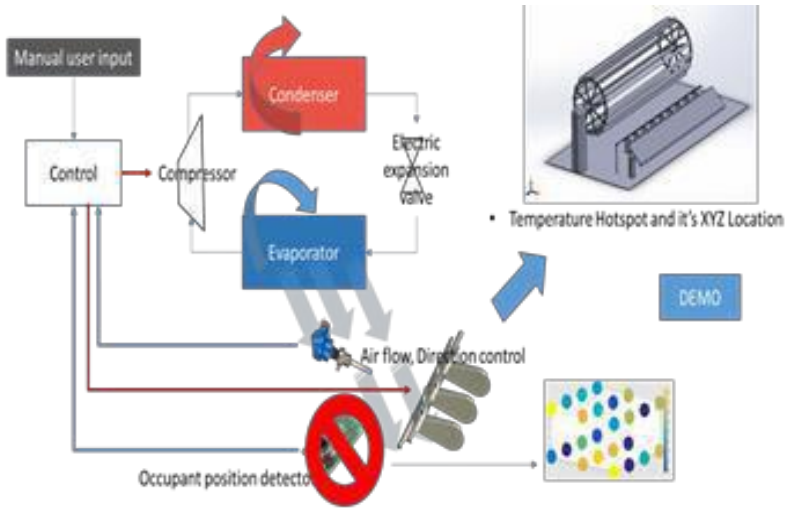 Manual user input
Condenser
Control
Compressor
Electric
expansion
valve
Evaporator
• Temperature Hotspot and it's XYZ Location
DEMO
Air flow, Direction control
Occupant position detecto